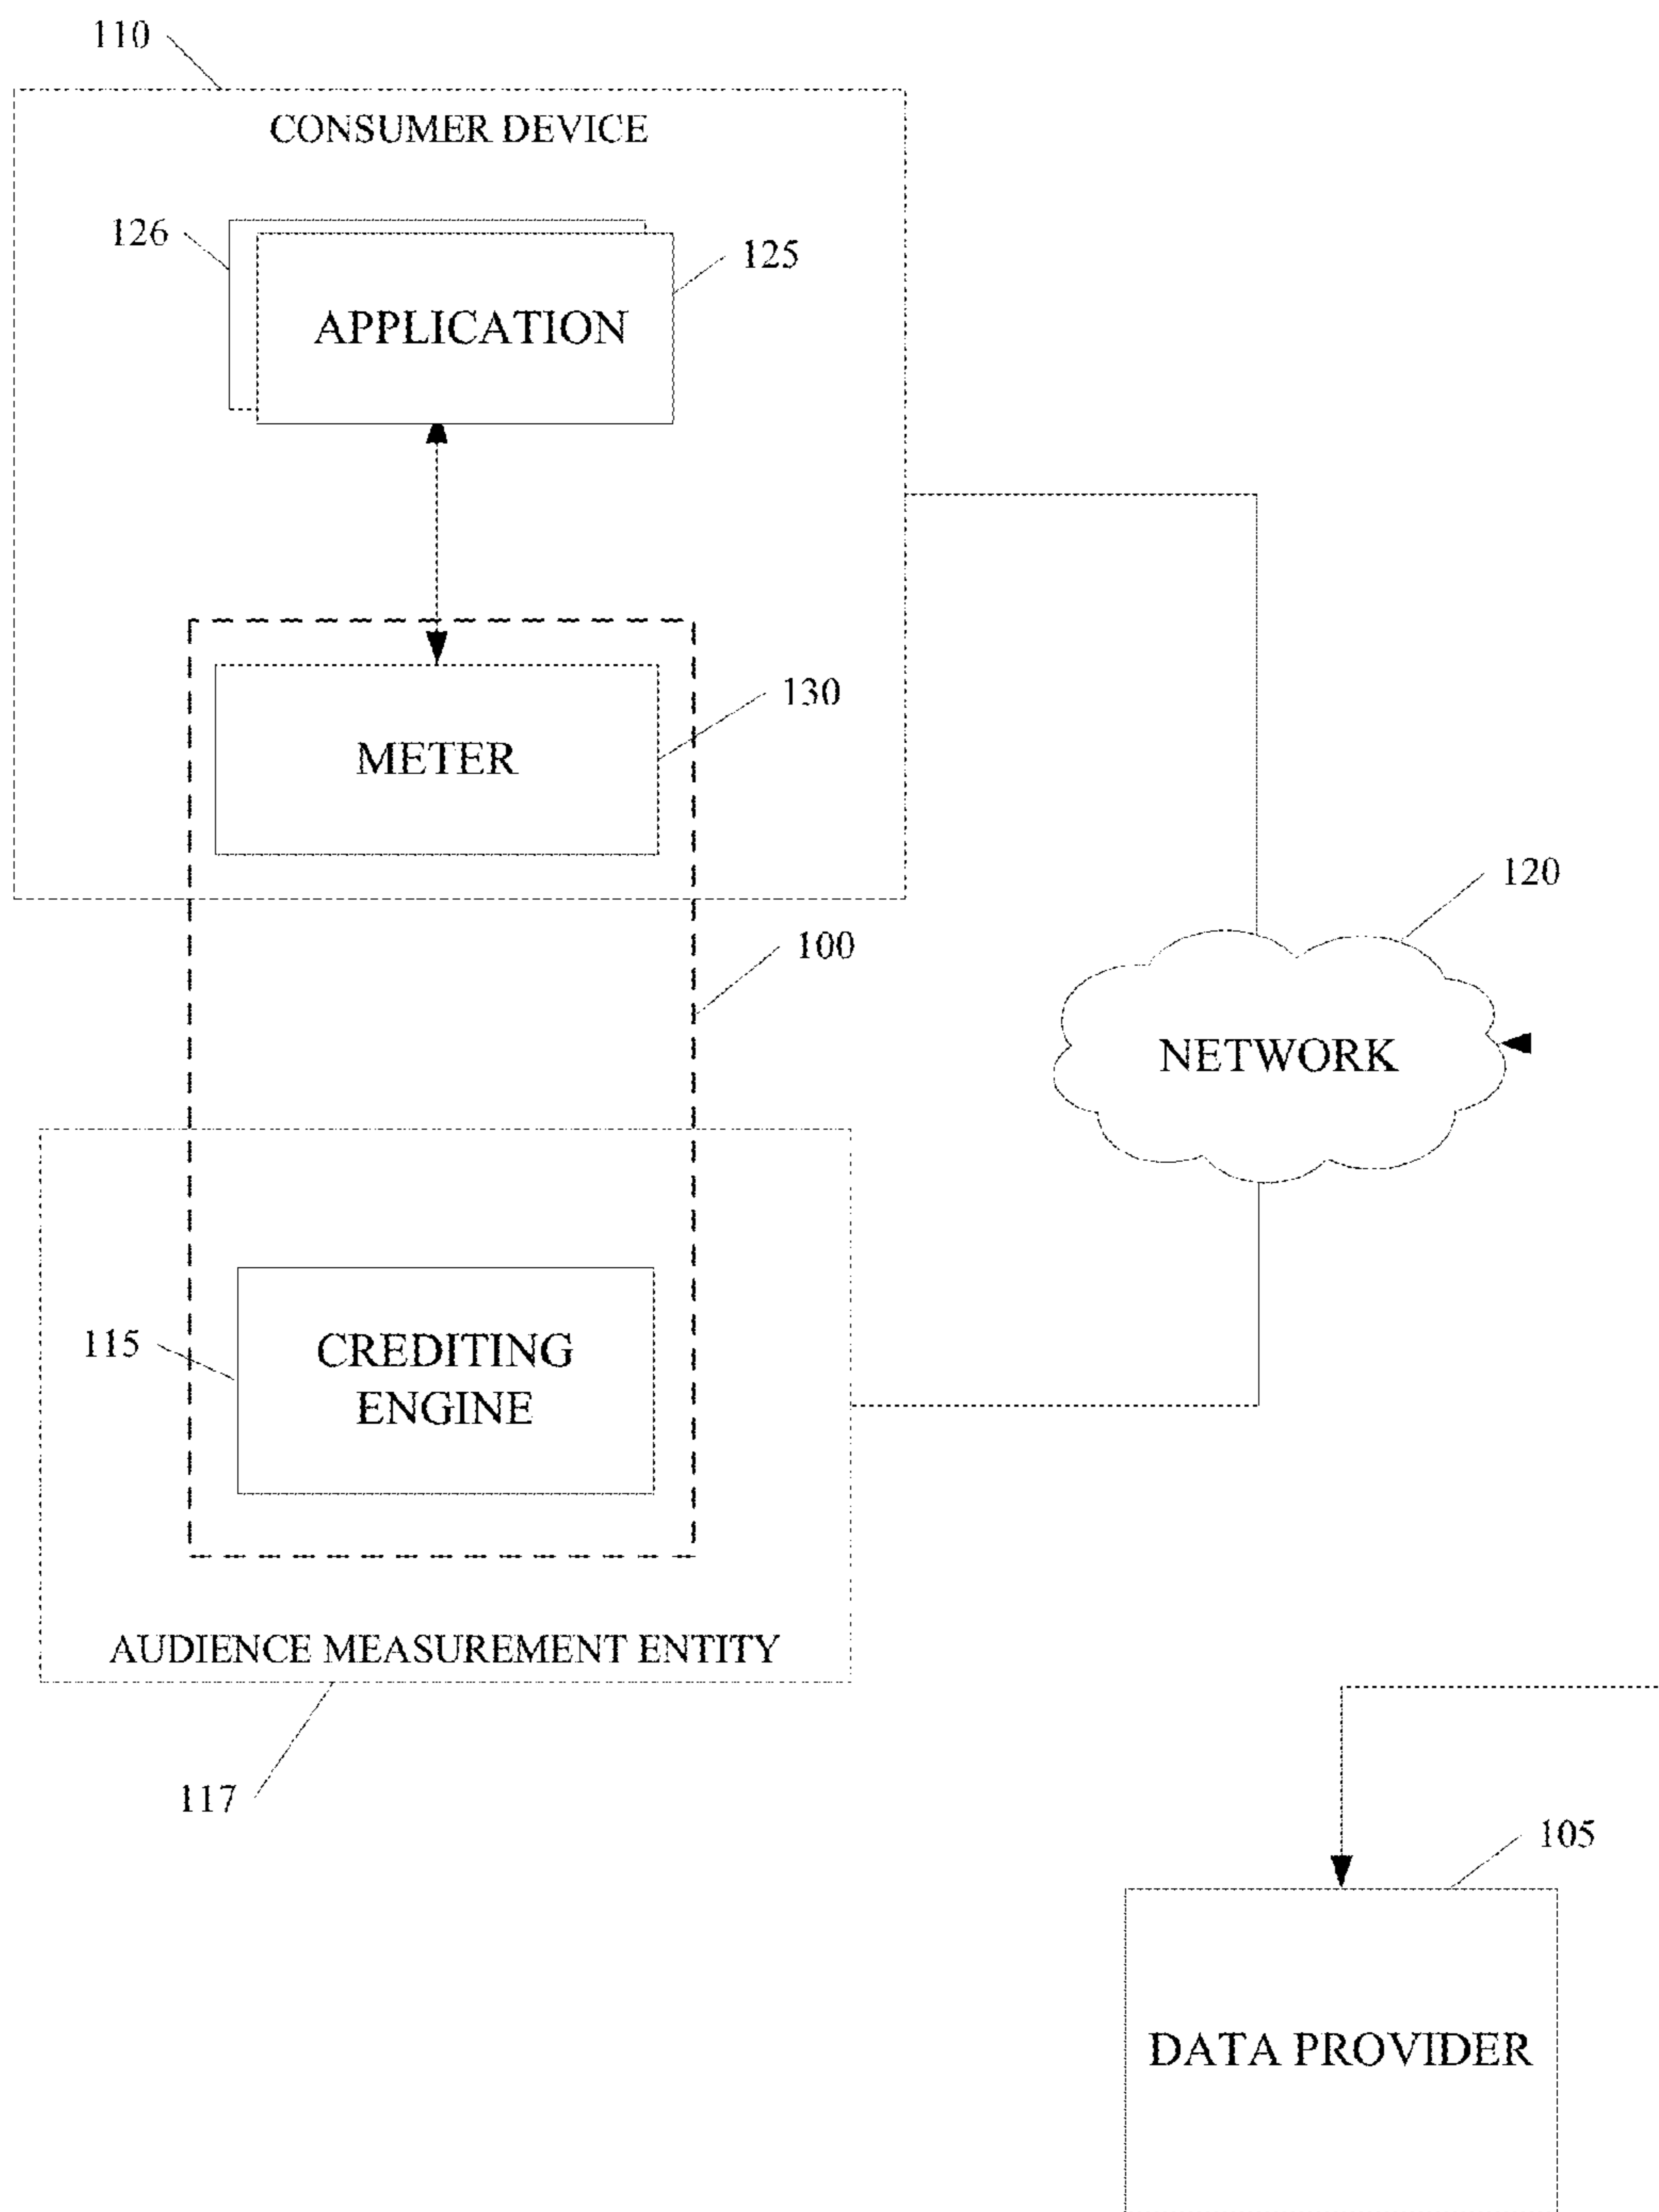 110
CONSUMER DEVICE
126
125
APPLICATION
130
METER
120
100
NETWORK
115
CREDITING
ENGINE
AUDIENCE MEASUREMENT ENTITY
117
105
DATA PROVIDER